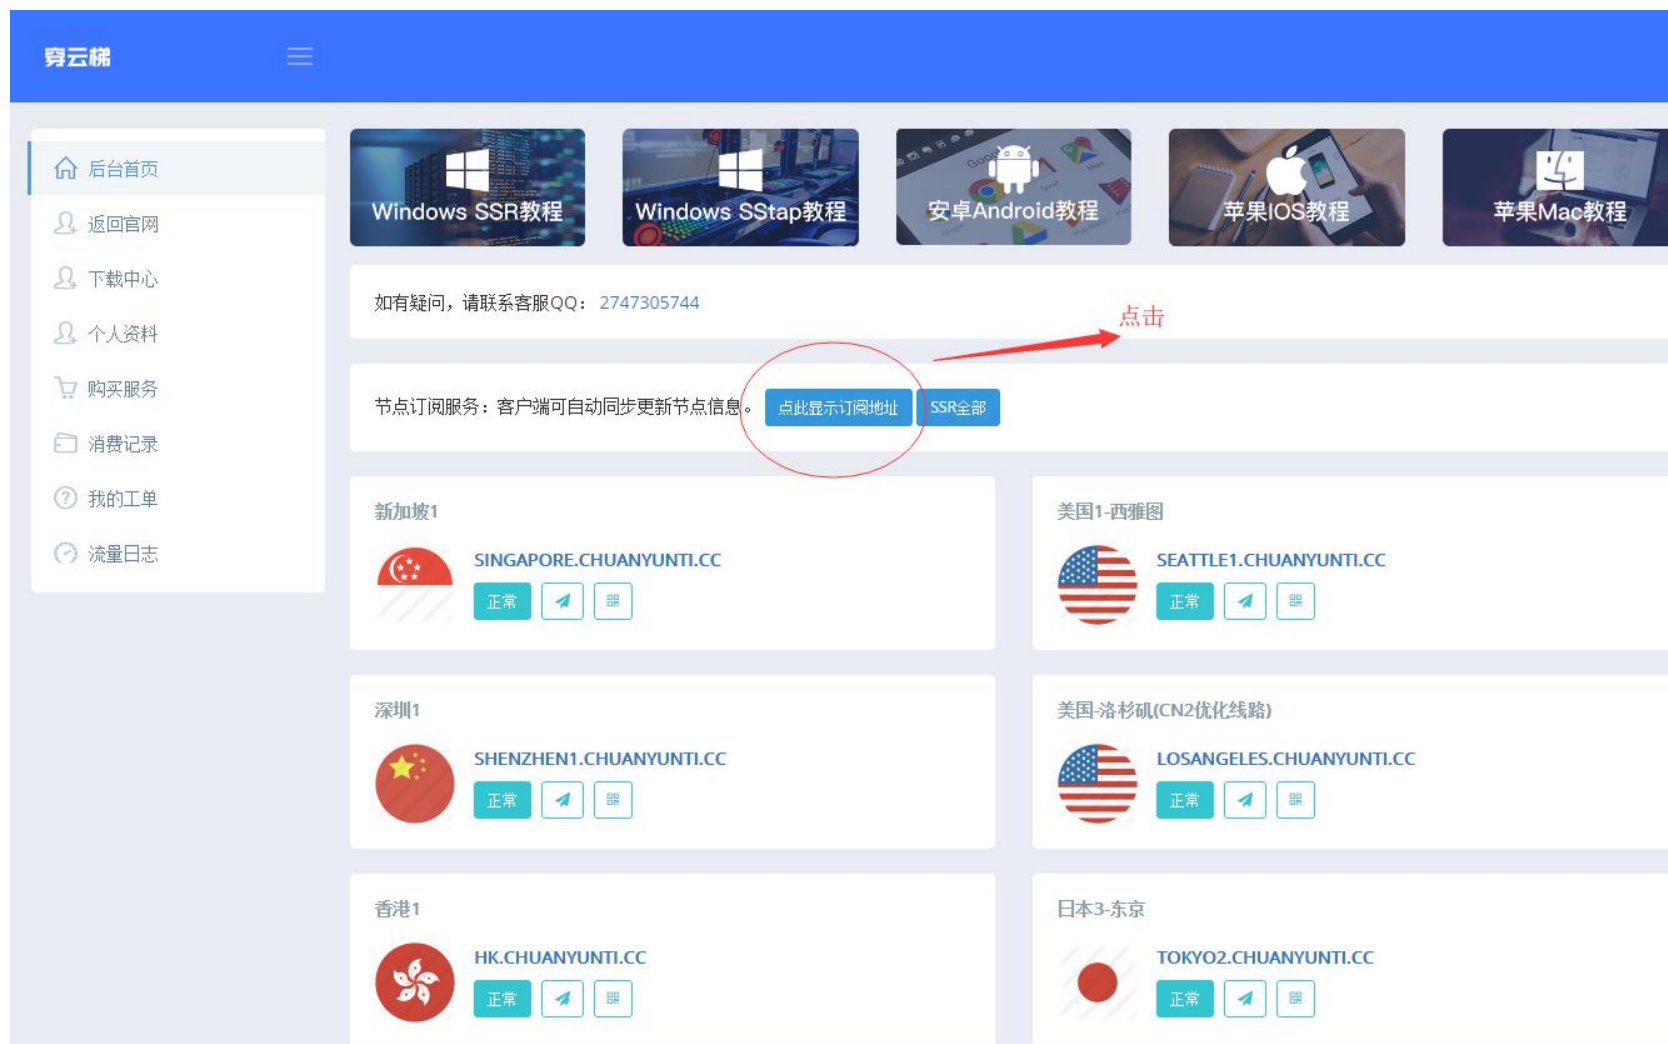 穿云梯
后台首页
返回官网
下载中心
个人资料
购买服务
消费记录
我的工单
流量日志
Windows SSR教程
Windows SStap教程
安卓Android教程
苹果IOS教程
苹果Mac教程
如有疑问，请联系客服QQ： 2747305744
点击
节点订阅服务：客户端可自动同步更新节点信息。 点此显示订阅地址 SSR全部
新加坡1
SINGAPORE.CHUANYUNTI.CC
正常
美国1-西雅图
SEATTLE1.CHUANYUNTI.CC
正常
深圳1
SHENZHEN1.CHUANYUNTI.CC
正常
美国-洛杉矶(CN2优化线路)
LOSANGELES.CHUANYUNTI.CC
正常
香港1
HK.CHUANYUNTI.CC
正常
日本3-东京
TOKYO2.CHUANYUNTI.CC
正常